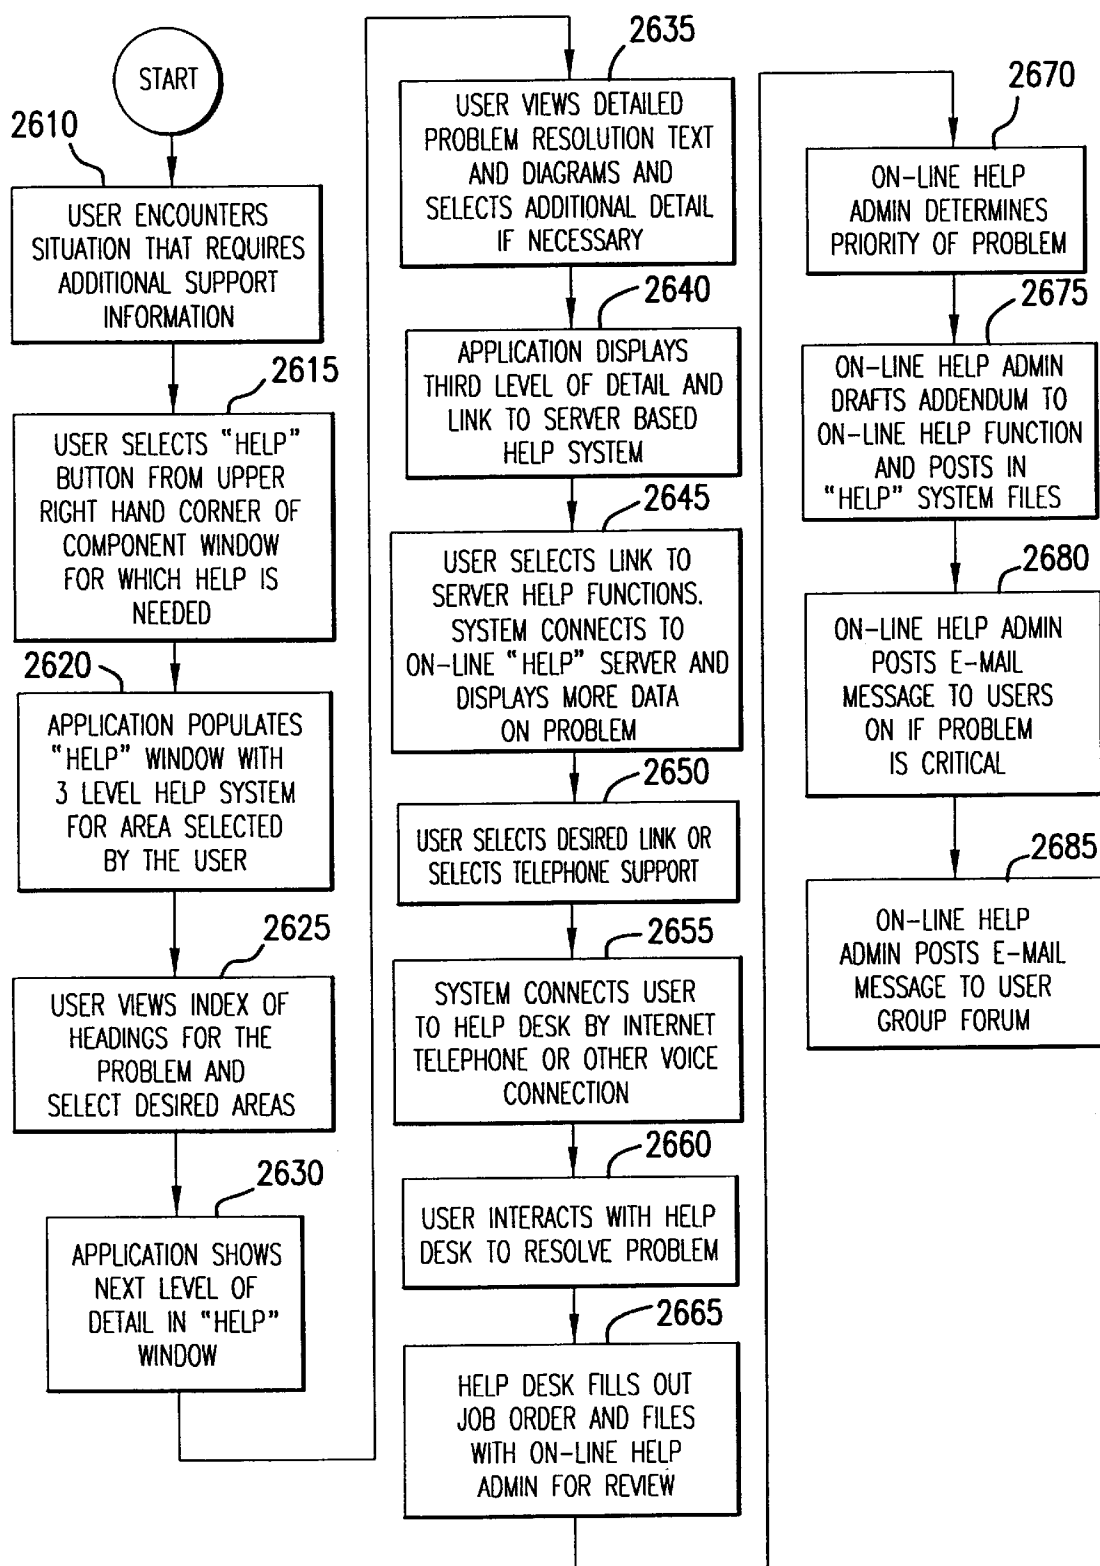 START
2610
USER ENCOUNTERS
SITUATION THAT REQUIRES
ADDITIONAL SUPPORT
INFORMATION
2615
USER SELECTS "HELP"
BUTTON FROM UPPER
RIGHT HAND CORNER OF
COMPONENT WINDOW
FOR WHICH HELP IS
NEEDED
2620
APPLICATION POPULATES
"HELP" WINDOW WITH
3 LEVEL HELP SYSTEM
FOR AREA SELECTED
BY THE USER
2625
USER VIEWS INDEX OF
HEADINGS FOR THE
PROBLEM AND
SELECT DESIRED AREAS
2630
APPLICATION SHOWS
NEXT LEVEL OF
DETAIL IN "HELP"
WINDOW
2635
USER VIEWS DETAILED
PROBLEM RESOLUTION TEXT
AND DIAGRAMS AND
SELECTS ADDITIONAL DETAIL
IF NECESSARY
2640
APPLICATION DISPLAYS
THIRD LEVEL OF DETAIL AND
LINK TO SERVER BASED
HELP SYSTEM
2645
USER SELECTS LINK TO
SERVER HELP FUNCTIONS.
SYSTEM CONNECTS TO
ON-LINE "HELP" SERVER AND
DISPLAYS MORE DATA
ON PROBLEM
2650
USER SELECTS DESIRED LINK OR
SELECTS TELEPHONE SUPPORT
2655
SYSTEM CONNECTS USER
TO HELP DESK BY INTERNET
TELEPHONE OR OTHER VOICE
CONNECTION
2660
USER INTERACTS WITH HELP
DESK TO RESOLVE PROBLEM
2665
HELP DESK FILLS OUT
JOB ORDER AND FILES
WITH ON-LINE HELP
ADMIN FOR REVIEW
2670
ON-LINE HELP
ADMIN DETERMINES
PRIORITY OF PROBLEM
2675
ON-LINE HELP ADMIN
DRAFTS ADDENDUM TO
ON-LINE HELP FUNCTION
AND POSTS IN
"HELP" SYSTEM FILES
2680
ON-LINE HELP ADMIN
POSTS E-MAIL
MESSAGE TO USERS
ON IF PROBLEM
IS CRITICAL
2685
ON-LINE HELP
ADMIN POSTS E-MAIL
MESSAGE TO USER
GROUP FORUM